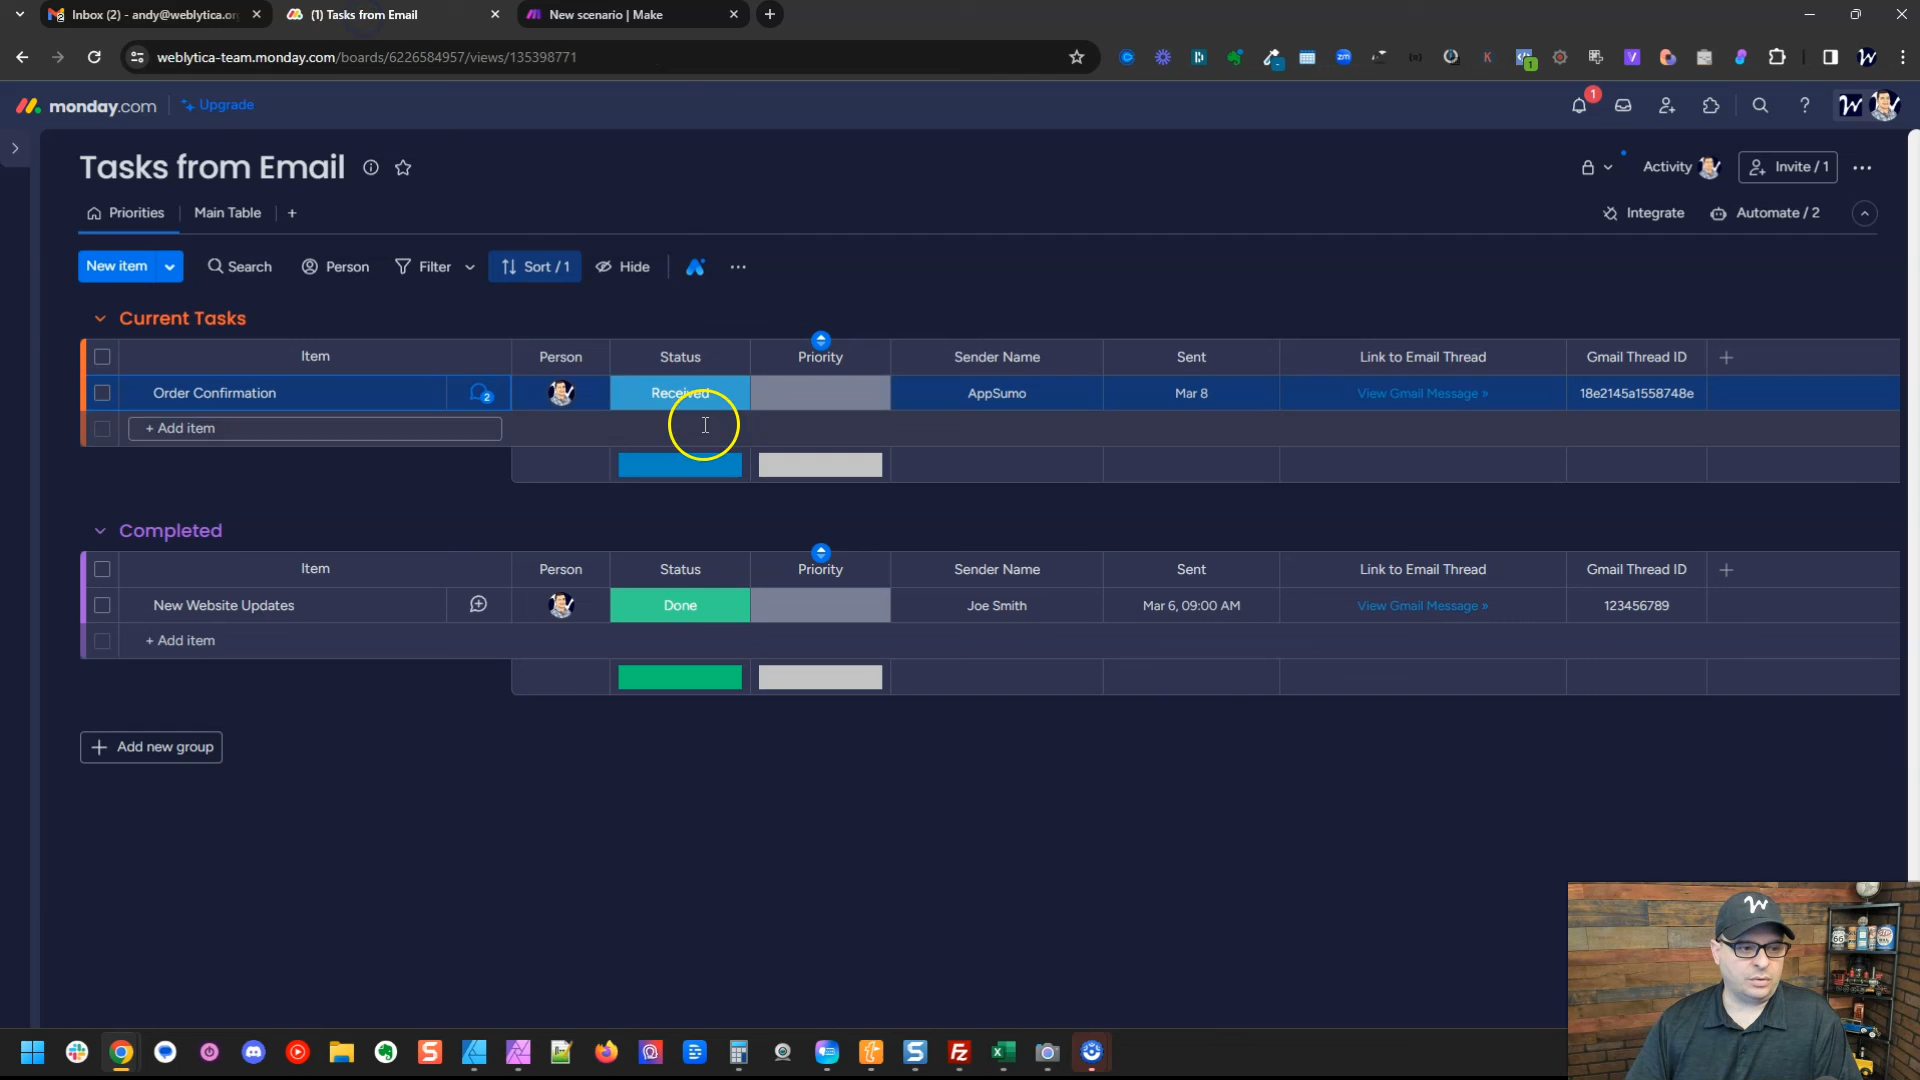 Inbox (2) - andy@weblytica.or
(1) Tasks from Email
New scenario | Make
weblytica-team.monday.com/boards/6226584957/views/135398771
monday.com
Upgrade
1
Tasks from Email
Activity
Invite / 1
Priorities
Main Table
Integrate
Automate / 2
New item
Search
Person
Filter
Sort / 1
Hide
Current Tasks
Item Person Status Priority Sender Name Sent Link to Email Thread Gmail Thread ID
Order Confirmation 2 Received AppSumo Mar 8 View Gmail Message » 18e2145a1558748e
+ Add item
Completed
Item Person Status Priority Sender Name Sent Link to Email Thread Gmail Thread ID
New Website Updates Done Joe Smith Mar 6, 09:00 AM View Gmail Message » 123456789
+ Add item
+ Add new group